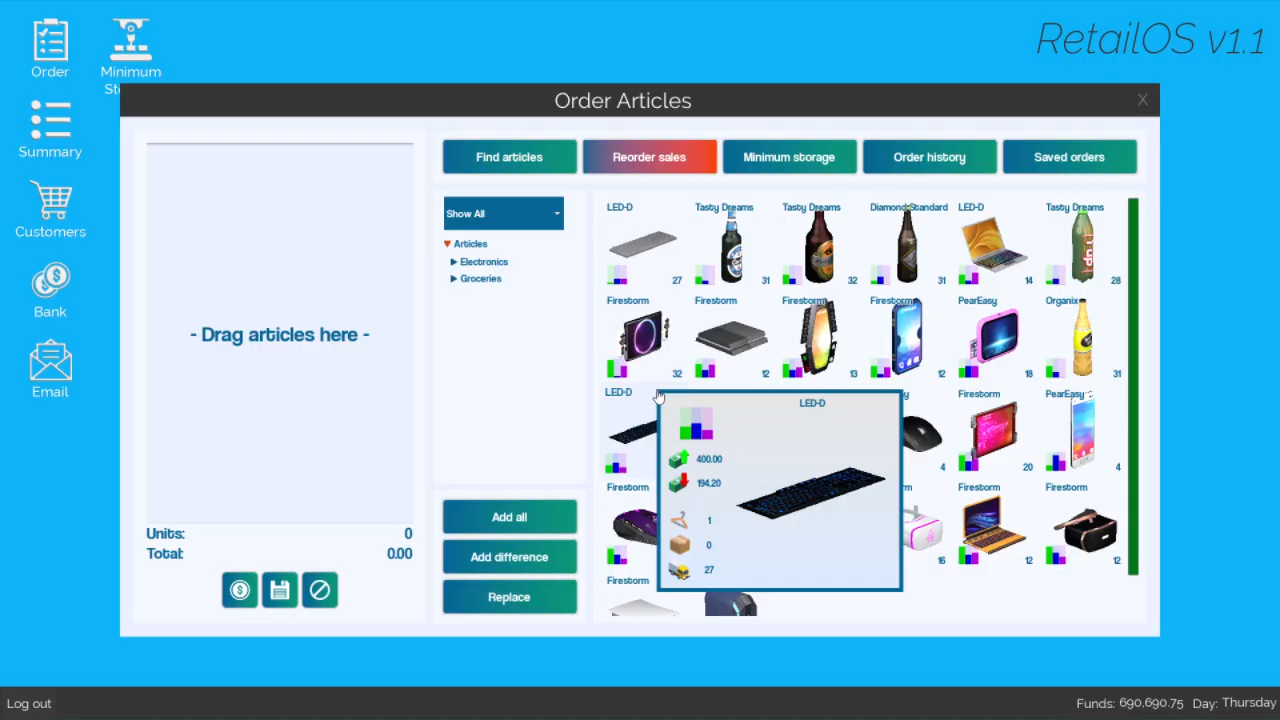 RetailOS v1.1
Order
Minimum
Summary
Customers
Bank
Email
Order Articles
X
- Drag articles here -
Units: 0
Total: 0.00
Find articles
Reorder sales
Minimum storage
Order history
Saved orders
Show All
Articles
Electronics
Groceries
Add all
Add difference
Replace
LED-D
27
Tasty Dreams
31
Tasty Dreams
32
Diamond Standard
31
LED-D
14
Tasty Dreams
28
Firestorm
32
Firestorm
12
Firestorm
13
Firestorm
12
PearEasy
18
Organix
31
LED-D
4
Firestorm
20
PearEasy
4
Firestorm
16
Firestorm
12
Firestorm
12
Firestorm
LED-D
400.00
194.20
1
0
27
Log out
Funds: 690,690.75 Day: Thursday